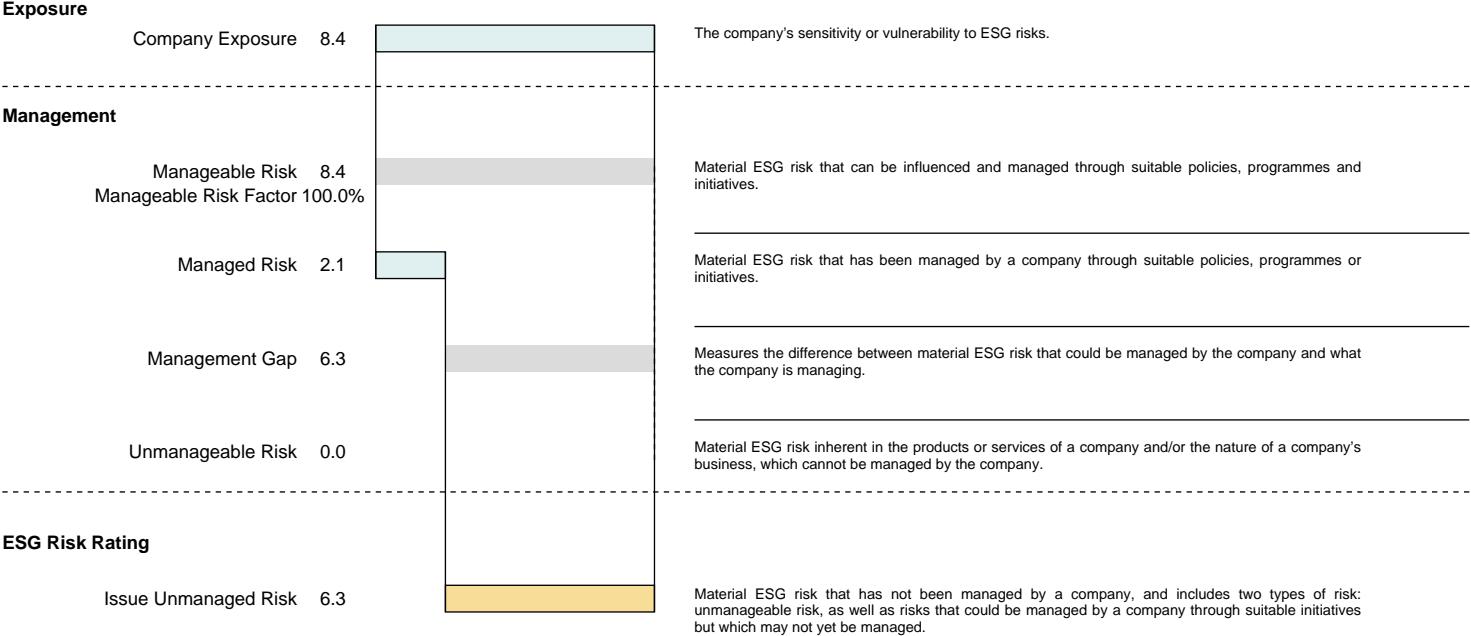 Exposure
Company Exposure 8.4
The company’s sensitivity or vulnerability to ESG risks.
Management
Manageable Risk 8.4
Manageable Risk Factor 100.0%
Material ESG risk that can be influenced and managed through suitable policies, programmes and
initiatives.
Managed Risk 2.1
Material ESG risk that has been managed by a company through suitable policies, programmes or
initiatives.
Management Gap 6.3
Measures the difference between material ESG risk that could be managed by the company and what
the company is managing.
Unmanageable Risk 0.0
Material ESG risk inherent in the products or services of a company and/or the nature of a company’s
business, which cannot be managed by the company.
ESG Risk Rating
Issue Unmanaged Risk 6.3
Material ESG risk that has not been managed by a company, and includes two types of risk:
unmanageable risk, as well as risks that could be managed by a company through suitable initiatives
but which may not yet be managed.